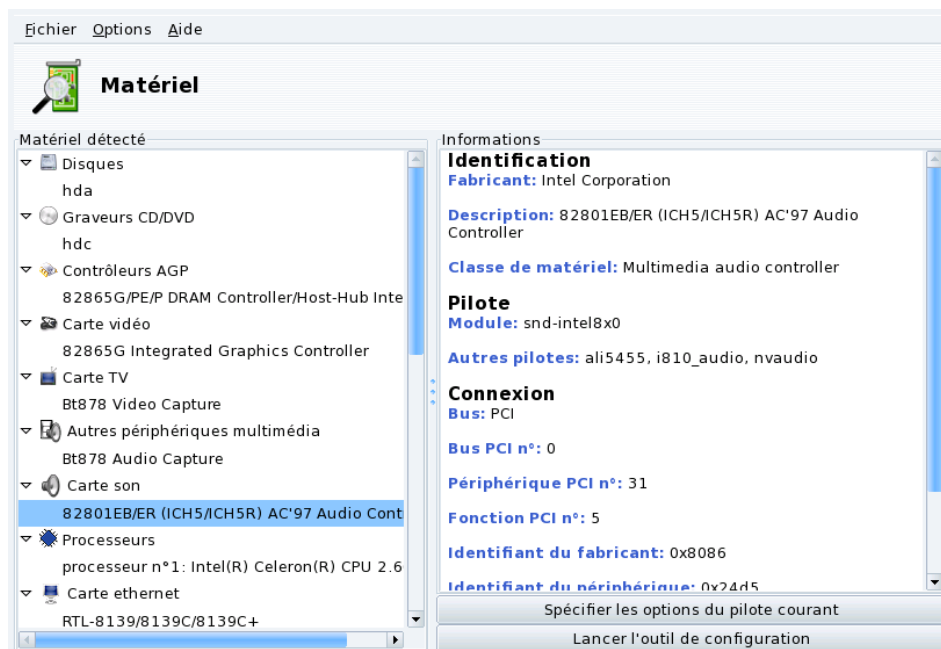 Fichier Options Aide
Matériel
Matériel détecté
Disques
hda
Graveurs CD/DVD
hdc
Contrôleurs AGP
82865G/PE/P DRAM Controller/Host-Hub Inte
Carte vidéo
82865G Integrated Graphics Controller
Carte TV
Bt878 Video Capture
Autres périphériques multimédia
Bt878 Audio Capture
Carte son
82801EB/ER (ICH5/ICH5R) AC'97 Audio Cont
Processeurs
processeur n°1: Intel(R) Celeron(R) CPU 2.6
Carte ethernet
RTL-8139/8139C/8139C+
Informations
Identification
Fabricant: Intel Corporation
Description: 82801EB/ER (ICH5/ICH5R) AC'97 Audio
Controller
Classe de matériel: Multimedia audio controller
Pilote
Module: snd-intel8x0
Autres pilotes: ali5455, i810_audio, nvaudio
Connexion
Bus: PCI
Bus PCI n°: 0
Périphérique PCI n°: 31
Fonction PCI n°: 5
Identifiant du fabricant: 0x8086
Identifiant du périphérique: 0x24d5
Spécifier les options du pilote courant
Lancer l'outil de configuration